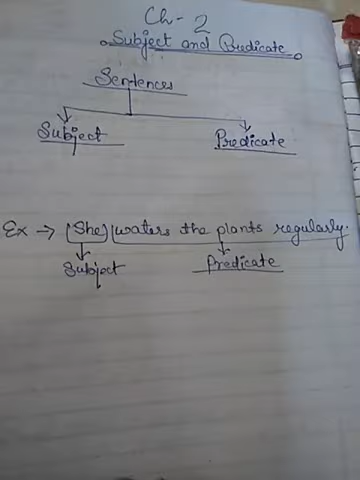 Ch-2
Subject and Predicate
Sentences
Subject
Predicate
Ex → (She) (waters the plants regularly.
Subject
Predicate